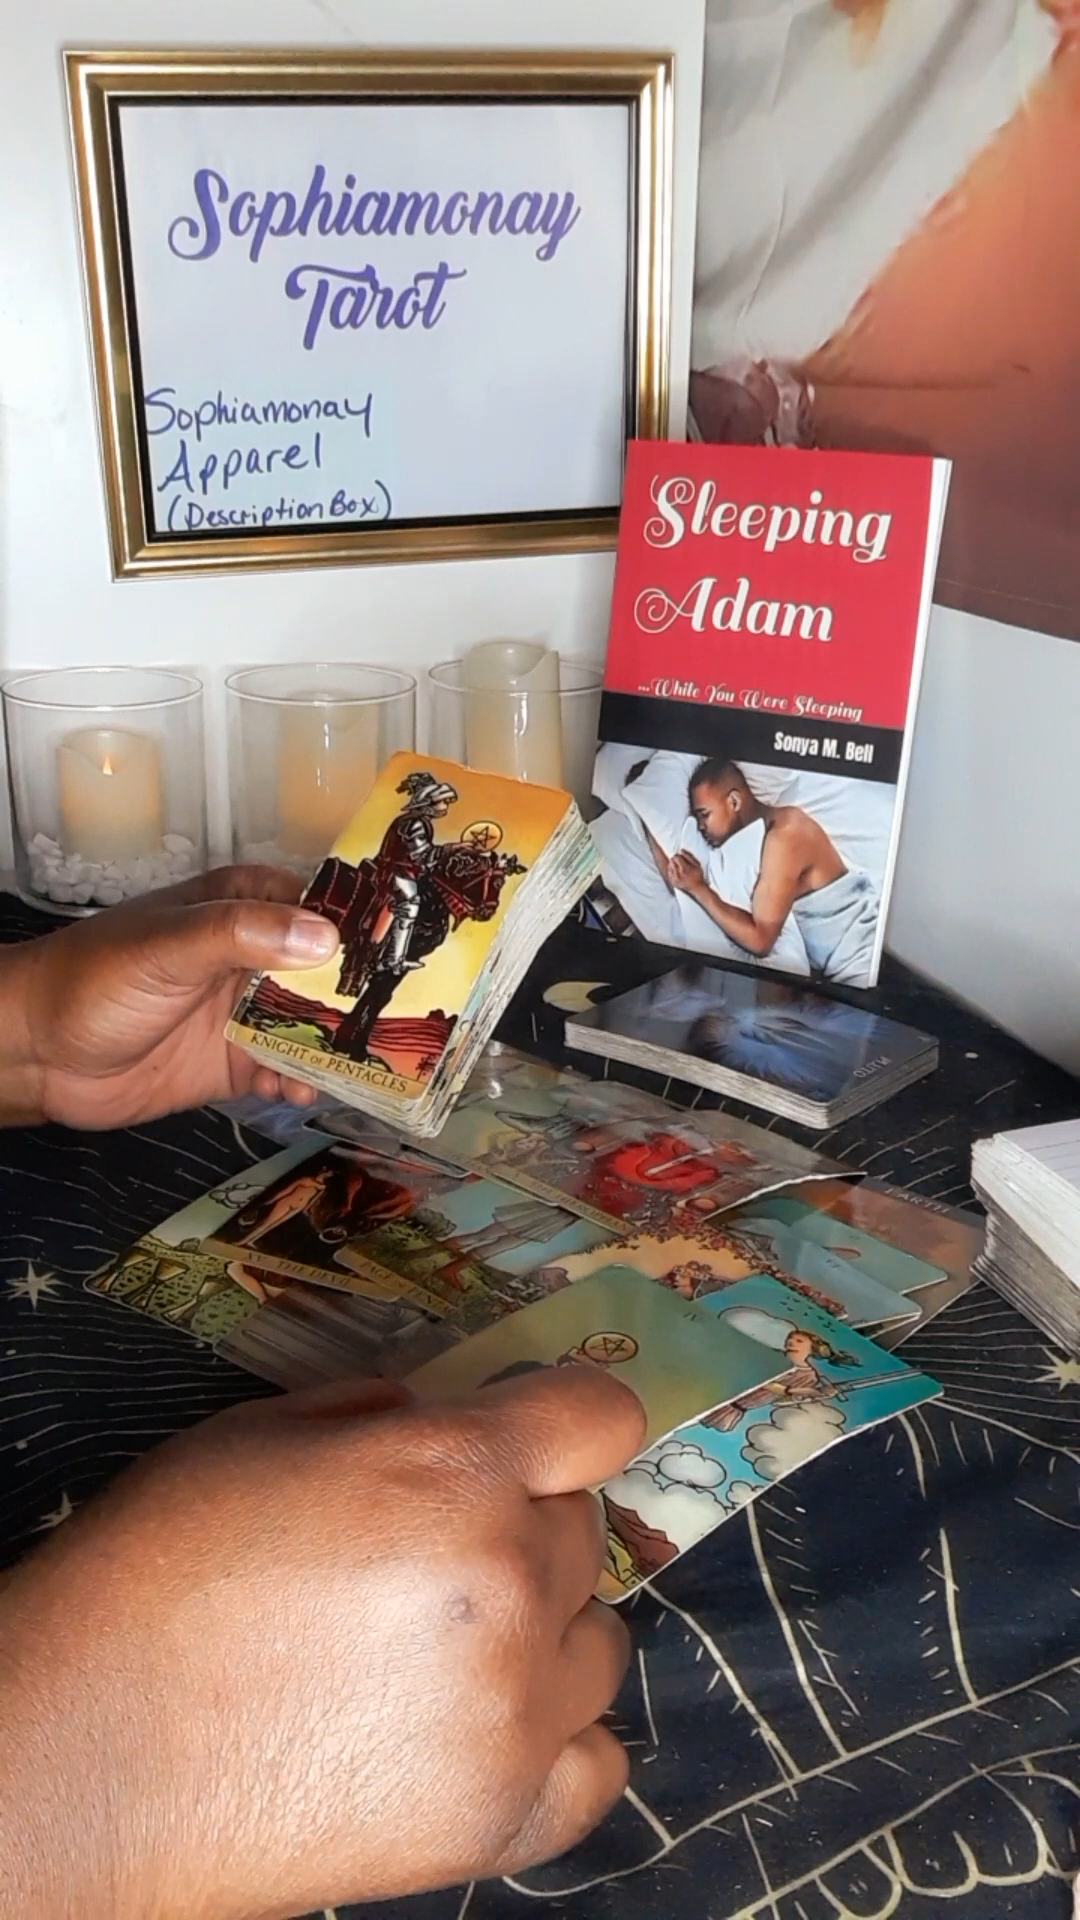 Sophiamonay
Tarot
Sophiamonay
Apparel
(Description Box)
Sleeping
Adam
...While You Were Sleeping
Sonya M. Bell
KNIGHT OF PENTACLES
PLUTO
EARTH
XV THE DEVIL